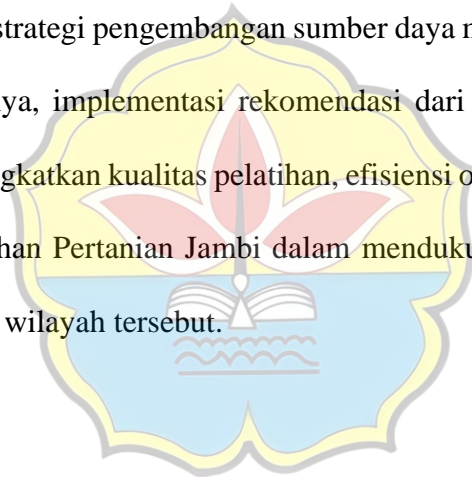 strategi pengembangan sumber daya
ya, implementasi rekomendasi dari
gkatkan kualitas pelatihan, efisiensi
han Pertanian Jambi dalam menduku
wilayah tersebut.